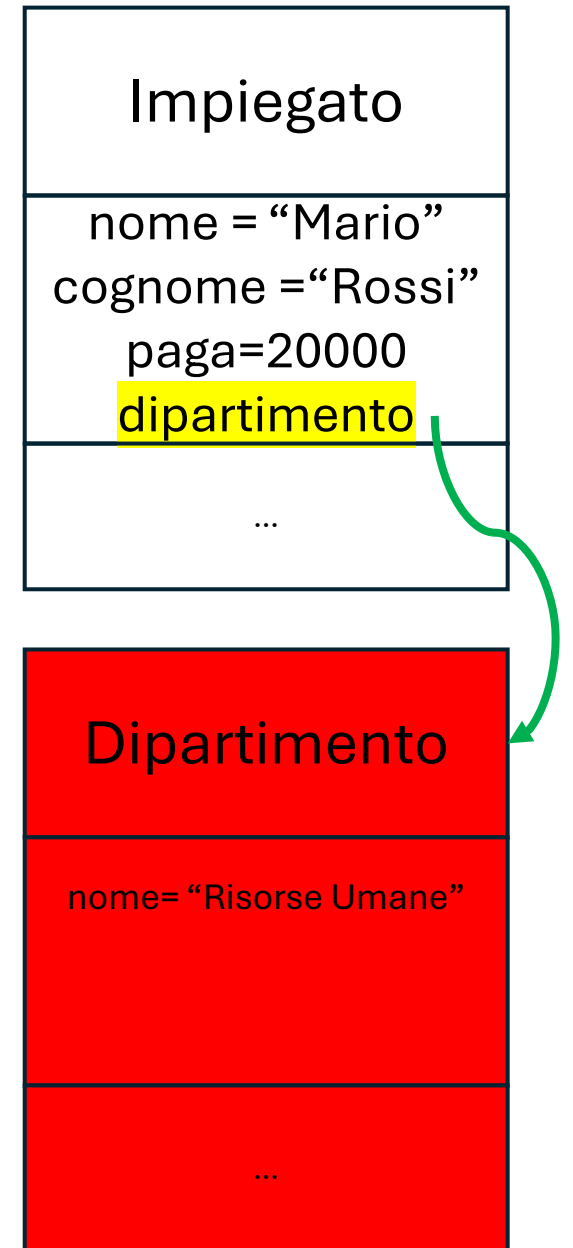 Impiegato
nome = “Mario”
cognome =“Rossi”
paga=20000
dipartimento
...
Dipartimento
nome= “Risorse Umane”
...